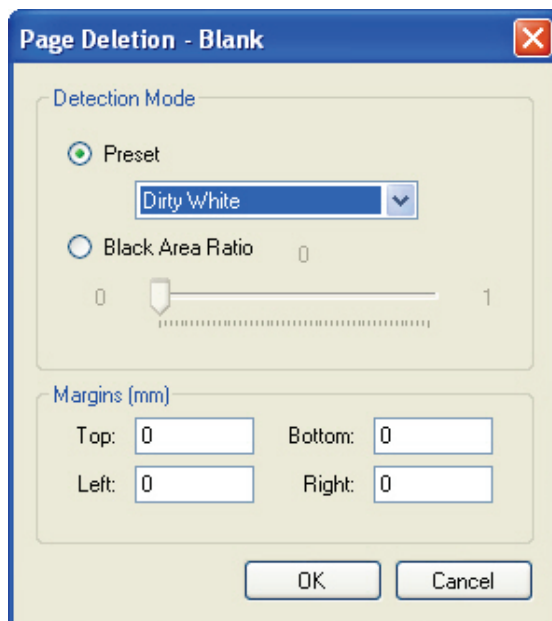 Page Deletion - Blank
Detection Mode
Preset
Dirty White
Black Area Ratio 0
0 1
Margins (mm)
Top: 0 Bottom: 0
Left: 0 Right: 0
OK Cancel